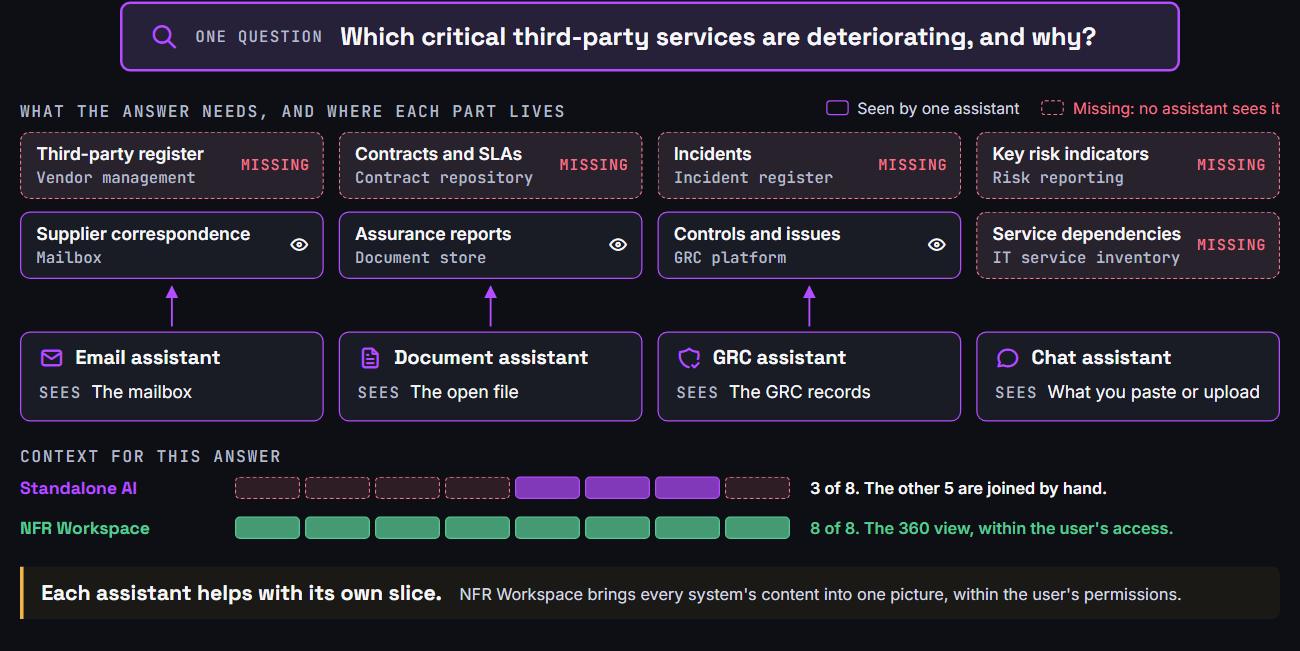 ONE QUESTION Which critical third-party services are deteriorating, and why?
WHAT THE ANSWER NEEDS, AND WHERE EACH PART LIVES
Seen by one assistant
Missing: no assistant sees it
Third-party register
Vendor management
MISSING
Contracts and SLAs
Contract repository
MISSING
Incidents
Incident register
MISSING
Key risk indicators
Risk reporting
MISSING
Supplier correspondence
Mailbox
Assurance reports
Document store
Controls and issues
GRC platform
Service dependencies
IT service inventory
MISSING
Email assistant
SEES The mailbox
Document assistant
SEES The open file
GRC assistant
SEES The GRC records
Chat assistant
SEES What you paste or upload
CONTEXT FOR THIS ANSWER
Standalone AI
3 of 8. The other 5 are joined by hand.
NFR Workspace
8 of 8. The 360 view, within the user's access.
Each assistant helps with its own slice. NFR Workspace brings every system's content into one picture, within the user's permissions.